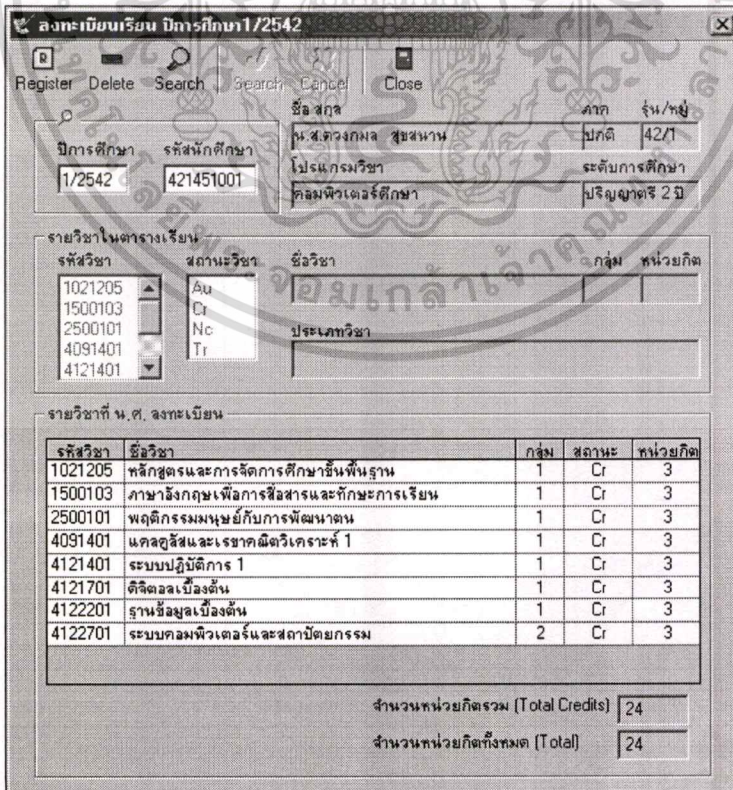 ลงทะเบียนเรียน ปีการศึกษา1/2542
Register Delete Search Search Cancel Close
ชื่อ สกุล ภาค รุ่น/หมู่
น.ส.ดวงกมล สุขสนาน ปกติ 42/1
ปีการศึกษา รหัสนักศึกษา
1/2542 421451001
โปรแกรมวิชา ระดับการศึกษา
คอมพิวเตอร์ศึกษา ปริญญาตรี 2 ปี
รายวิชาในตารางเรียน
รหัสวิชา สถานะวิชา ชื่อวิชา กลุ่ม หน่วยกิต
1021205 Au
1500103 Cr
2500101 Nc
4091401 Tr
4121401
ประเภทวิชา
รายวิชาที่ น.ศ. ลงทะเบียน
รหัสวิชา ชื่อวิชา กลุ่ม สถานะ หน่วยกิต
1021205 หลักสูตรและการจัดการศึกษาขั้นพื้นฐาน 1 Cr 3
1500103 ภาษาอังกฤษเพื่อการสื่อสารและทักษะการเรียน 1 Cr 3
2500101 พฤติกรรมมนุษย์กับการพัฒนาตน 1 Cr 3
4091401 แคลคูลัสและเรขาคณิตวิเคราะห์ 1 1 Cr 3
4121401 ระบบปฏิบัติการ 1 1 Cr 3
4121701 ดิจิตอลเบื้องต้น 1 Cr 3
4122201 ฐานข้อมูลเบื้องต้น 1 Cr 3
4122701 ระบบคอมพิวเตอร์และสถาปัตยกรรม 2 Cr 3
จำนวนหน่วยกิตรวม (Total Credits) 24
จำนวนหน่วยกิตทั้งหมด (Total) 24